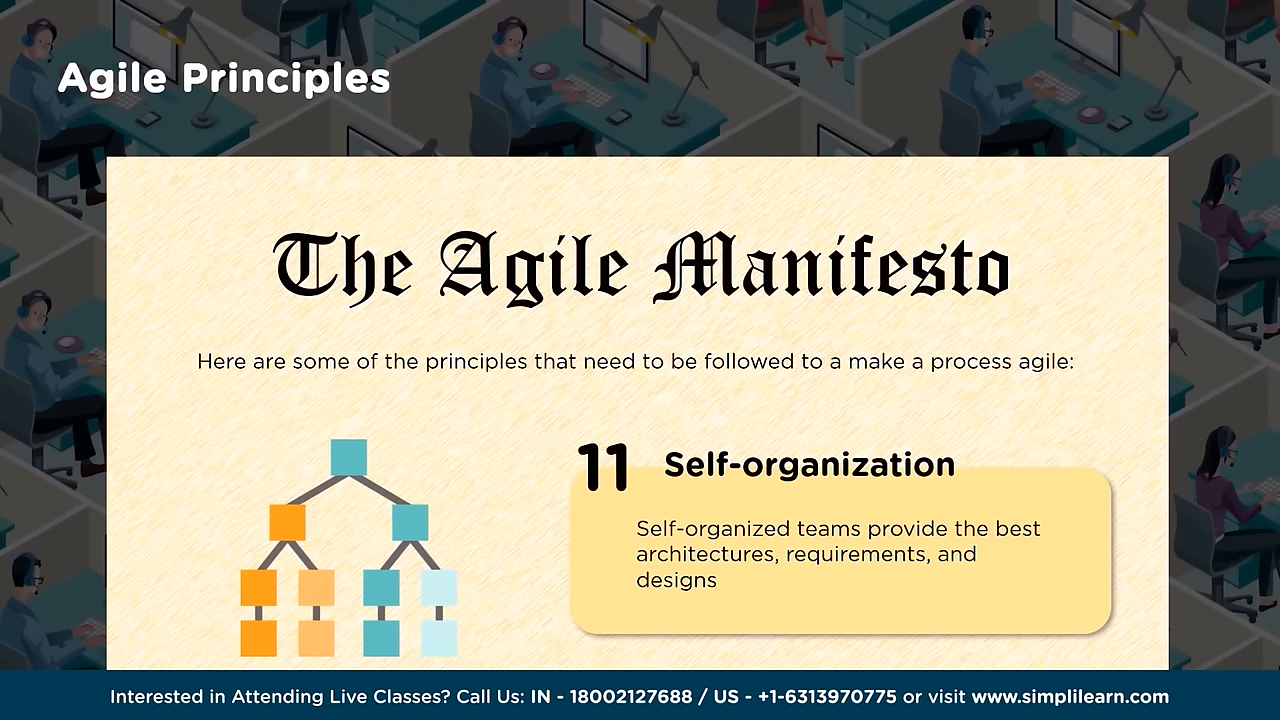 Agile Principles
The Agile Manifesto
Here are some of the principles that need to be followed to a make a process agile:
11 Self-organization
Self-organized teams provide the best
architectures, requirements, and
designs
Interested in Attending Live Classes? Call Us: IN - 18002127688 / US - +1-6313970775 or visit www.simplilearn.com